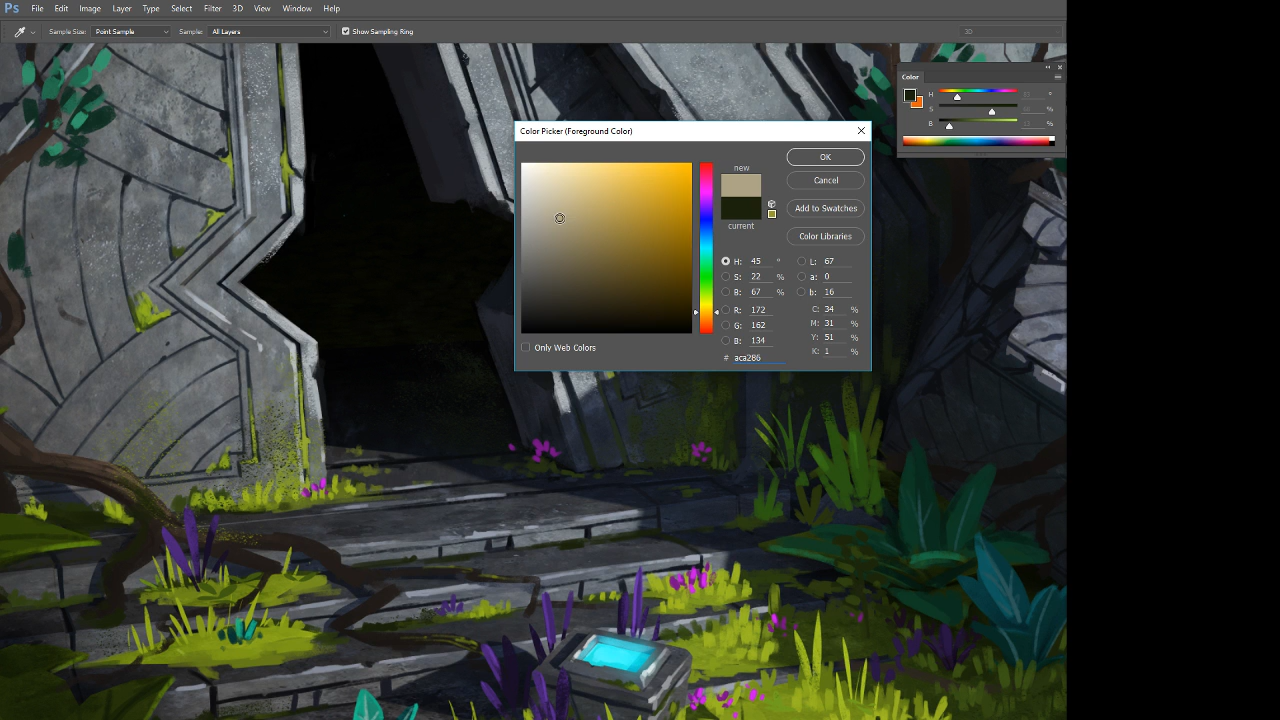 Ps File Edit Image Layer Type Select Filter 3D View Window Help
Sample Size: Point Sample Sample: All Layers Show Sampling Ring 3D
Color
H °
S %
B %
Color Picker (Foreground Color)
new
current
OK
Cancel
Add to Swatches
Color Libraries
H: 45 ° L: 67
S: 22 % a: 0
B: 67 % b: 16
R: 172 C: 34 %
G: 162 M: 31 %
B: 134 Y: 51 %
K: 1 %
# aca286
Only Web Colors